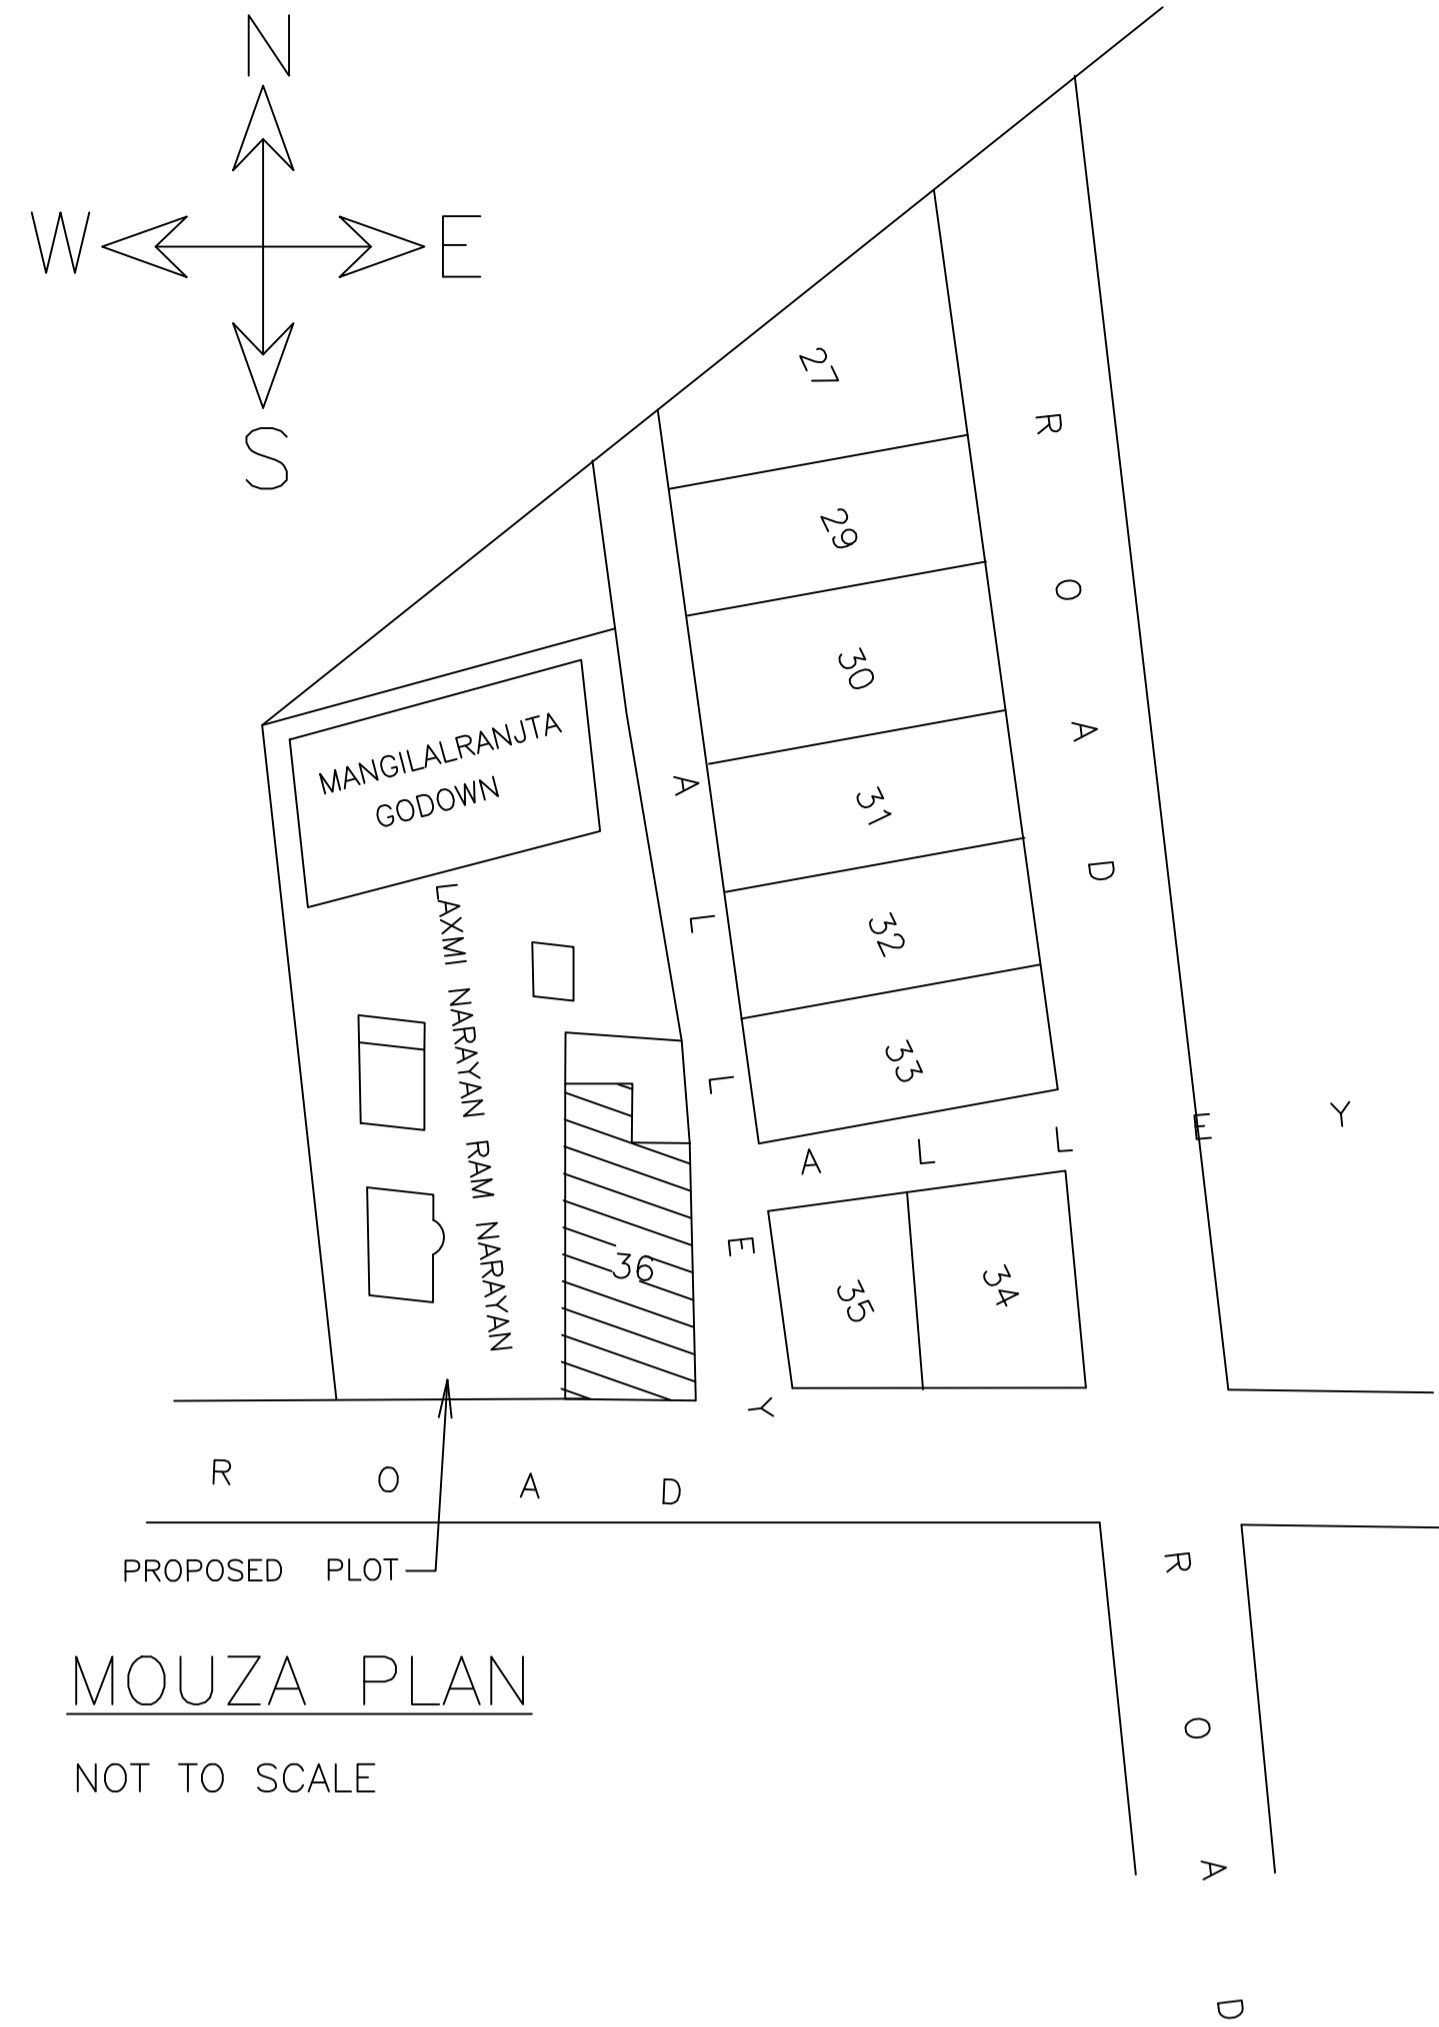 N
W
E
S
27
29
30
31
32
33
34
35
36
R O A D
A L L E Y
A L L E Y
MANGILALRANJTA
GODOWN
LAXMI NARAYAN RAM NARAYAN
R O A D
R O A D
PROPOSED PLOT
MOUZA PLAN
NOT TO SCALE